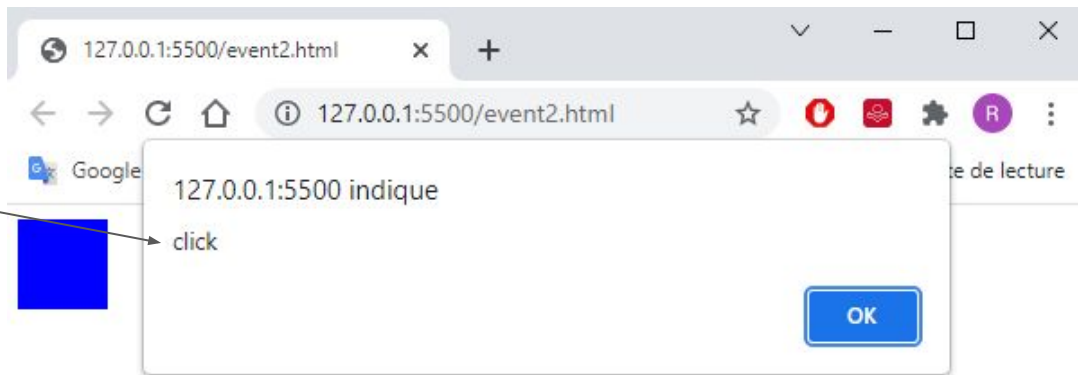 127.0.0.1:5500/event2.html
127.0.0.1:5500/event2.html
R
Google
te de lecture
127.0.0.1:5500 indique
click
OK